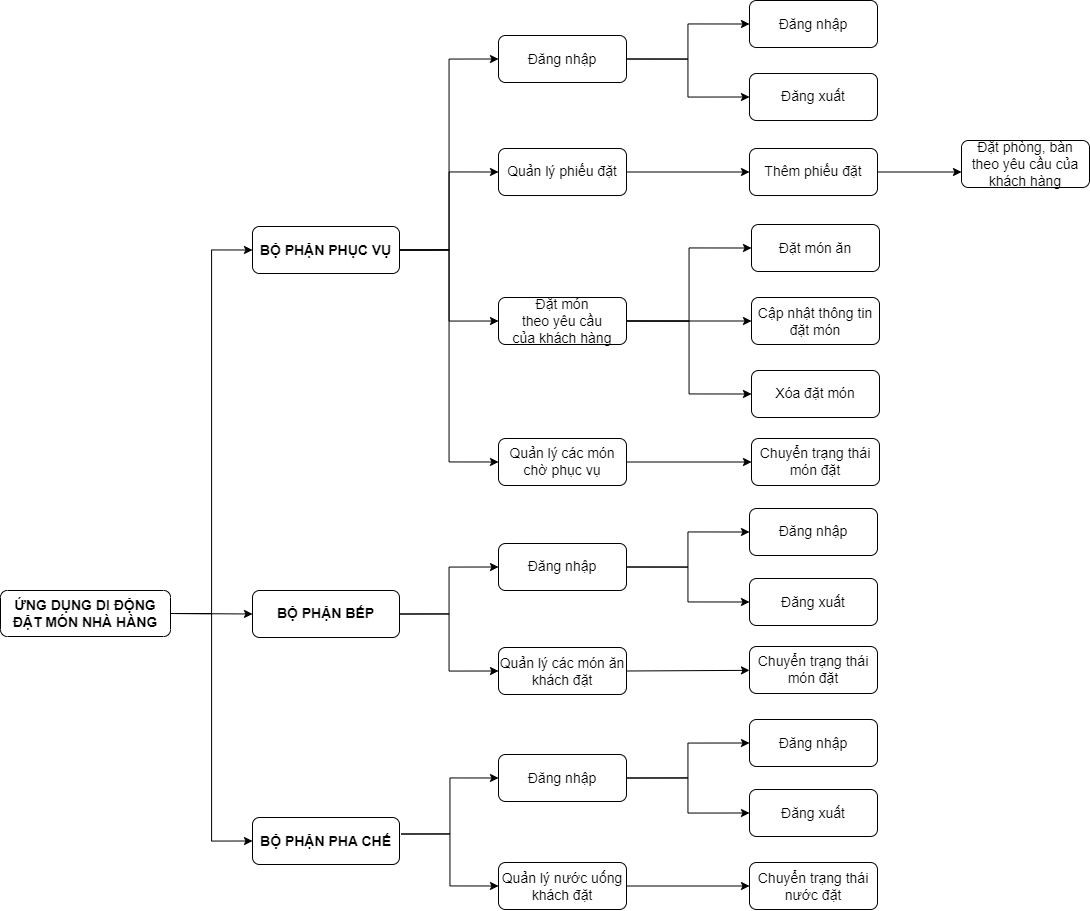 ỨNG DỤNG DI ĐỘNG
ĐẶT MÓN NHÀ HÀNG
BỘ PHẬN PHỤC VỤ
Đăng nhập
Đăng nhập
Đăng xuất
Quản lý phiếu đặt
Thêm phiếu đặt
Đặt phòng, bàn
theo yêu cầu của
khách hàng
Đặt món
theo yêu cầu
của khách hàng
Đặt món ăn
Cập nhật thông tin
đặt món
Xóa đặt món
Quản lý các món
chờ phục vụ
Chuyển trạng thái
món đặt
BỘ PHẬN BẾP
Đăng nhập
Đăng nhập
Đăng xuất
Quản lý các món ăn
khách đặt
Chuyển trạng thái
món đặt
BỘ PHẬN PHA CHẾ
Đăng nhập
Đăng nhập
Đăng xuất
Quản lý nước uống
khách đặt
Chuyển trạng thái
nước đặt